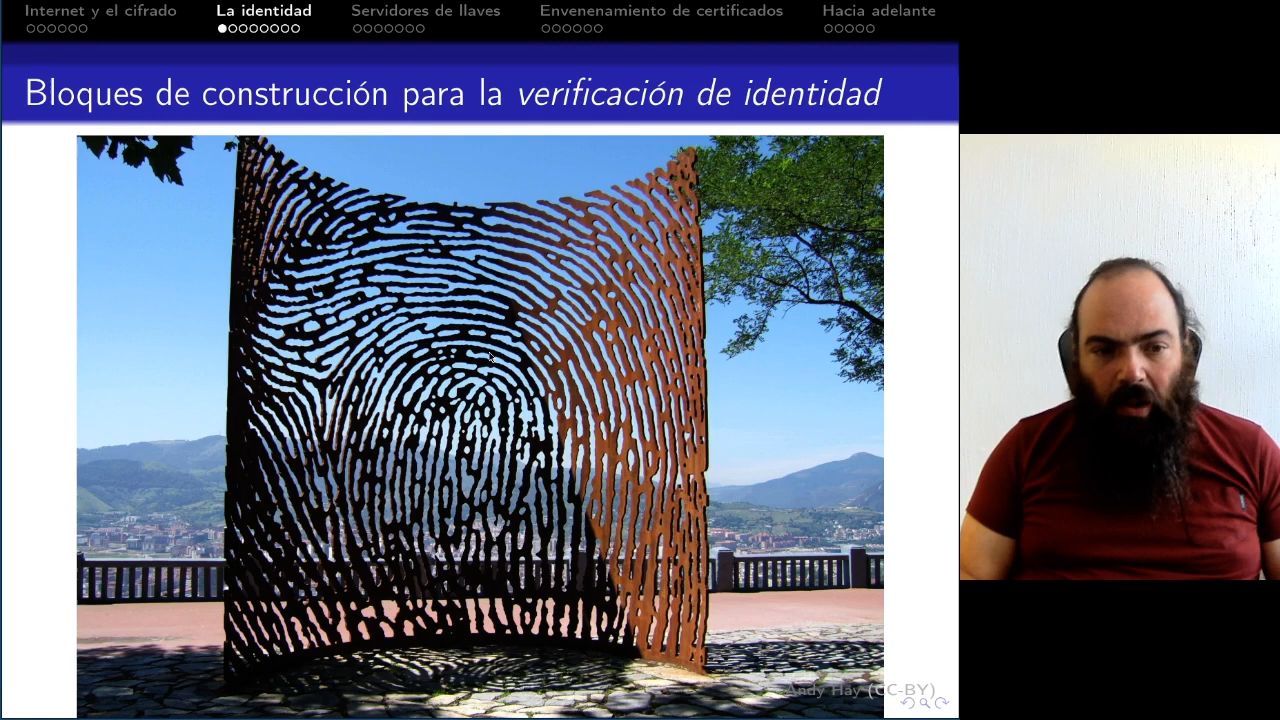 Internet y el cifrado
La identidad
Servidores de llaves
Envenenamiento de certificados
Hacia adelante
Bloques de construcción para la verificación de identidad
Andy Hay (CC-BY)